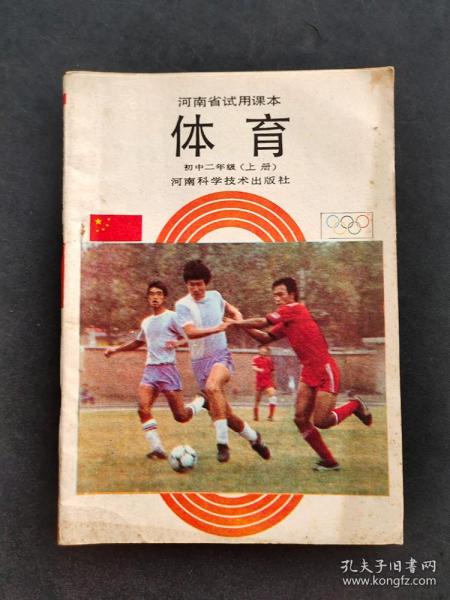 河南省试用课本
体育
初中二年级（上册）
河南科学技术出版社
孔夫子旧书网
www.kongfz.com